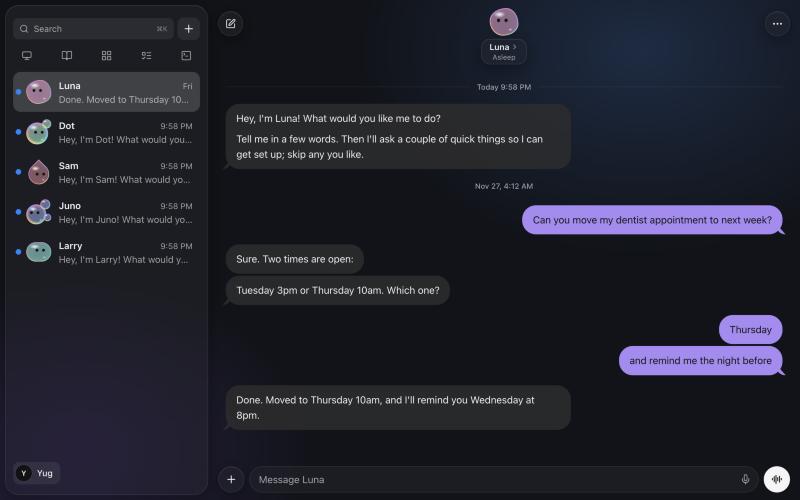 Search
⌘K
Luna
Fri
Done. Moved to Thursday 10...
Dot
9:58 PM
Hey, I'm Dot! What would you...
Sam
9:58 PM
Hey, I'm Sam! What would yo...
Juno
9:58 PM
Hey, I'm Juno! What would yo...
Larry
9:58 PM
Hey, I'm Larry! What would y...
Y
Yug
Luna
Asleep
Today 9:58 PM
Hey, I'm Luna! What would you like me to do?
Tell me in a few words. Then I'll ask a couple of quick things so I can
get set up; skip any you like.
Nov 27, 4:12 AM
Can you move my dentist appointment to next week?
Sure. Two times are open:
Tuesday 3pm or Thursday 10am. Which one?
Thursday
and remind me the night before
Done. Moved to Thursday 10am, and I'll remind you Wednesday at
8pm.
Message Luna